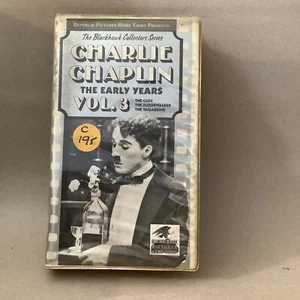 REPUBLIC PICTURES HOME VIDEO PRESENTS
The Blackhawk Collectors Series
CHARLIE
CHAPLIN
THE EARLY YEARS
VOL. 3
THE CURE
THE FLOORWALKER
THE VAGABOND
C
195